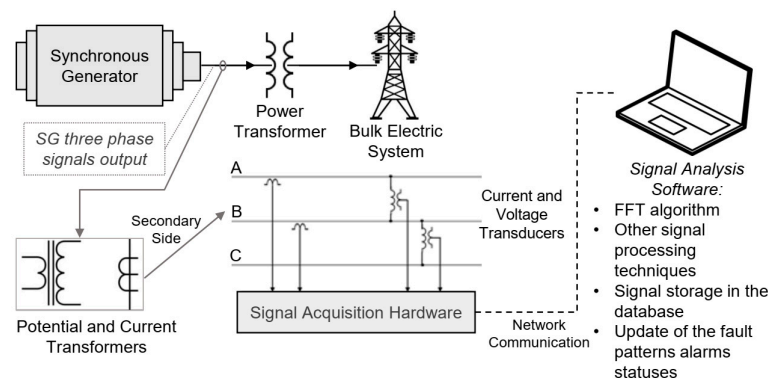 Synchronous
Generator
SG three phase
signals output
Power
Transformer
Bulk Electric
System
Potential and Current
Transformers
Secondary
Side
A
B
C
Current and
Voltage
Transducers
Signal Acquisition Hardware
Network
Communication
Signal Analysis
Software:
• FFT algorithm
• Other signal
processing
techniques
• Signal storage in the
database
• Update of the fault
patterns alarms
statuses